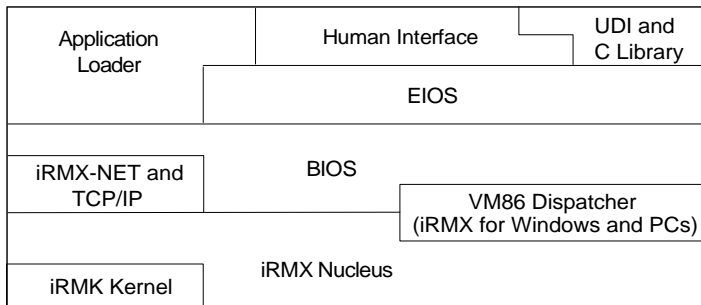 Application
Loader
Human Interface
UDI and
C Library
EIOS
iRMX-NET and
TCP/IP
BIOS
VM86 Dispatcher
(iRMX for Windows and PCs)
iRMX Nucleus
iRMK Kernel